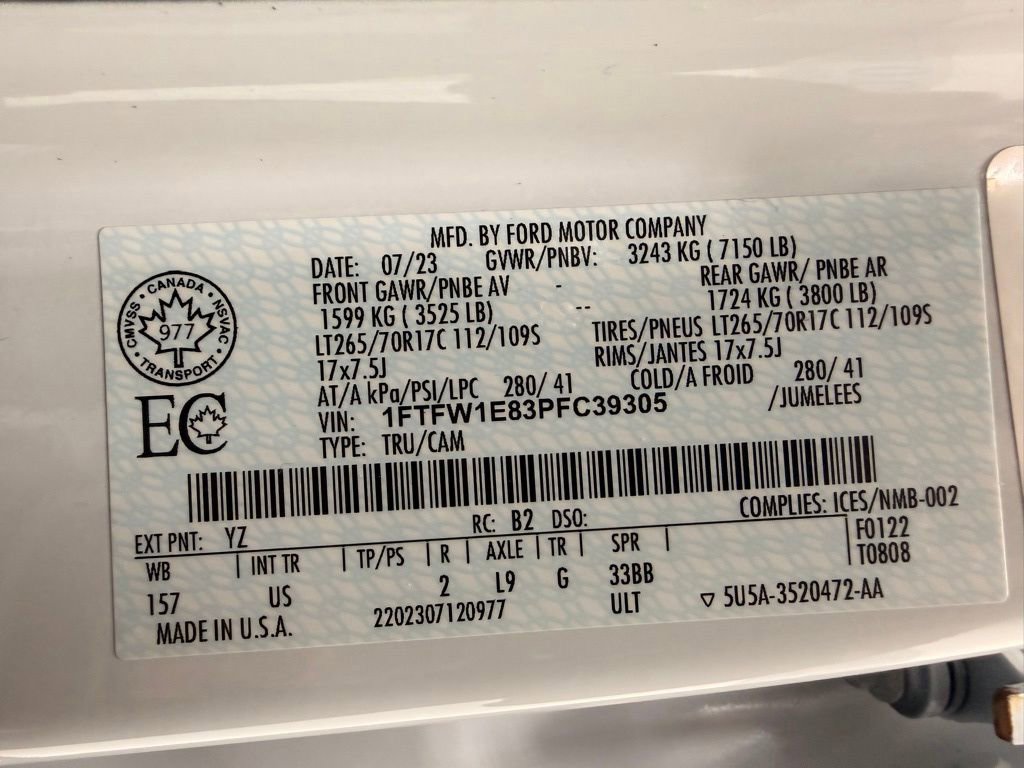 MFD. BY FORD MOTOR COMPANY
DATE: 07/23 GVWR/PNBV: 3243 KG ( 7150 LB)
FRONT GAWR/PNBE AV - REAR GAWR/ PNBE AR
1599 KG ( 3525 LB) -- 1724 KG ( 3800 LB)
LT265/70R17C 112/109S TIRES/PNEUS LT265/70R17C 112/109S
17x7.5J RIMS/JANTES 17x7.5J
AT/A kPa/PSI/LPC 280/ 41 COLD/A FROID 280/ 41
VIN: 1FTFW1E83PFC39305 /JUMELEES
TYPE: TRU/CAM
CMVSS · CANADA · NSVAC
977
· TRANSPORT ·
EC
COMPLIES: ICES/NMB-002
EXT PNT: YZ RC: B2 DSO: F0122
WB | INT TR | TP/PS | R | AXLE | TR | SPR | T0808
157 US 2 L9 G 33BB
MADE IN U.S.A. 2202307120977 ULT ▽ 5U5A-3520472-AA